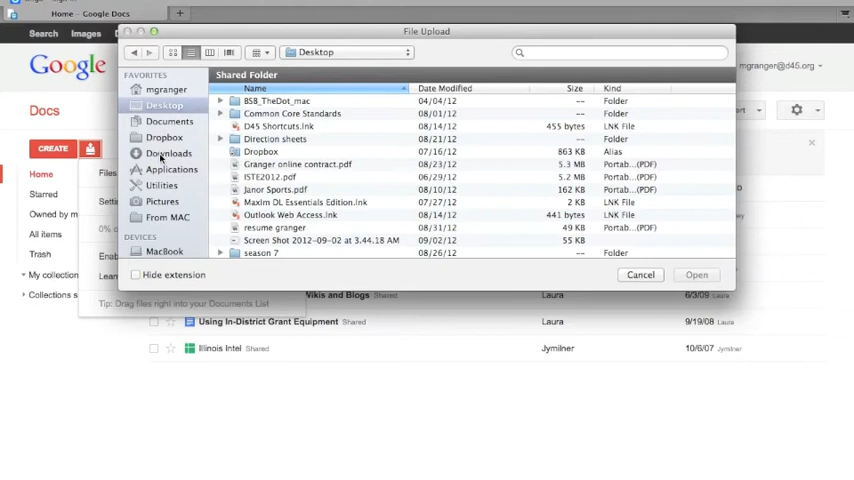 Home – Google Docs
Search Images
File Upload
Desktop
Google
mgranger@d45.org
FAVORITES
mgranger
Desktop
Documents
Dropbox
Downloads
Applications
Utilities
Pictures
From MAC
DEVICES
MacBook
Shared Folder
Name Date Modified Size Kind
BSB_TheDot_mac 04/04/12 -- Folder
Common Core Standards 08/14/12 -- Folder
D45 Shortcuts.lnk 08/14/12 455 bytes LNK File
Direction sheets 08/21/12 -- Folder
Dropbox 07/16/12 863 KB Alias
Granger online contract.pdf 08/23/12 5.3 MB Portab...(PDF)
ISTE2012.pdf 06/29/12 5.2 MB Portab...(PDF)
Janor Sports.pdf 08/10/12 162 KB Portab...(PDF)
Maxim DL Essentials Edition.lnk 08/14/12 2 KB LNK File
Outlook Web Access.lnk 08/14/12 441 bytes LNK File
resume granger 08/31/12 49 KB Portab...(PDF)
Screen Shot 2012-09-02 at 3.44.18 AM 09/02/12 55 KB
season 7 08/26/12 -- Folder
Hide extension
Cancel Open
Docs
CREATE
Home
Starred
Owned by m
All items
Trash
My collection
Collections s
Files
Setti
0%
Enab
Lear
Tip: Drag files right into your Documents List
Wikis and Blogs Shared Laura 6/3/09 Laura
Using In-District Grant Equipment Shared Laura 9/19/08 Laura
Illinois Intel Shared Jymilner 10/6/07 Jymilner